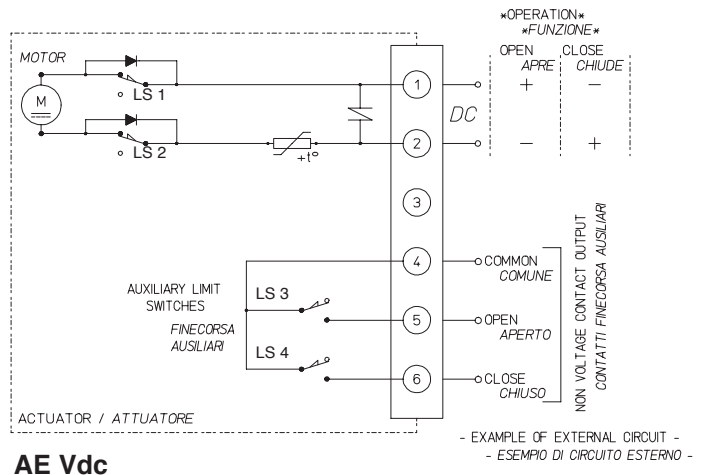 *OPERATION*
*FUNZIONE*
OPEN CLOSE
APRE CHIUDE
MOTOR
M
LS 1
LS 2
+t°
1
DC
+ −
2
− +
3
4
COMMON
COMUNE
AUXILIARY LIMIT
SWITCHES
FINECORSA
AUSILIARI
LS 3
5
OPEN
APERTO
LS 4
6
CLOSE
CHIUSO
NON VOLTAGE CONTACT OUTPUT
CONTATTI FINECORSA AUSILIARI
ACTUATOR / ATTUATORE
- EXAMPLE OF EXTERNAL CIRCUIT -
- ESEMPIO DI CIRCUITO ESTERNO -
AE Vdc